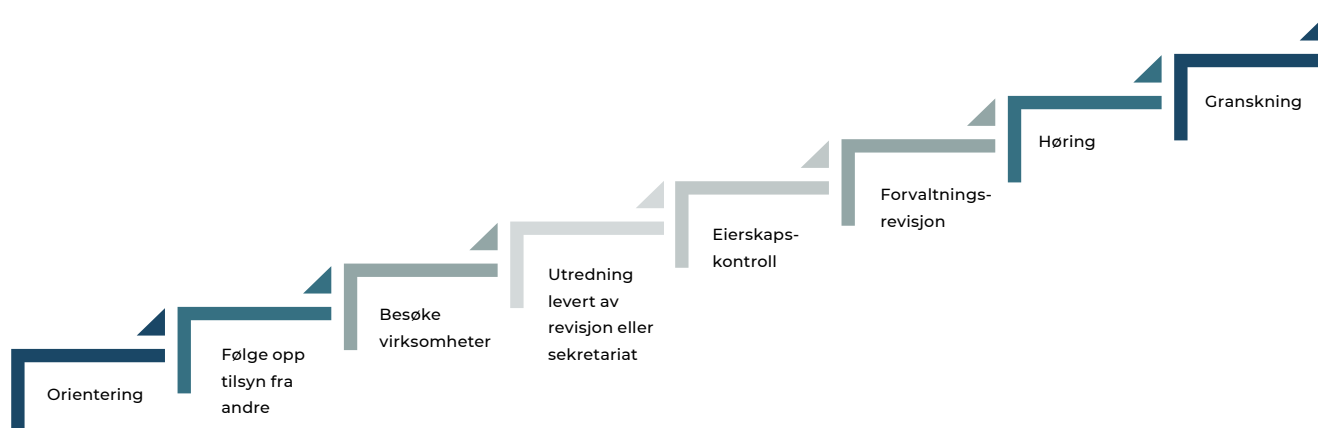 Orientering
Følge opp
tilsyn fra
andre
Besøke
virksomheter
Utredning
levert av
revisjon eller
sekretariat
Eierskaps-
kontroll
Forvaltnings-
revisjon
Høring
Granskning